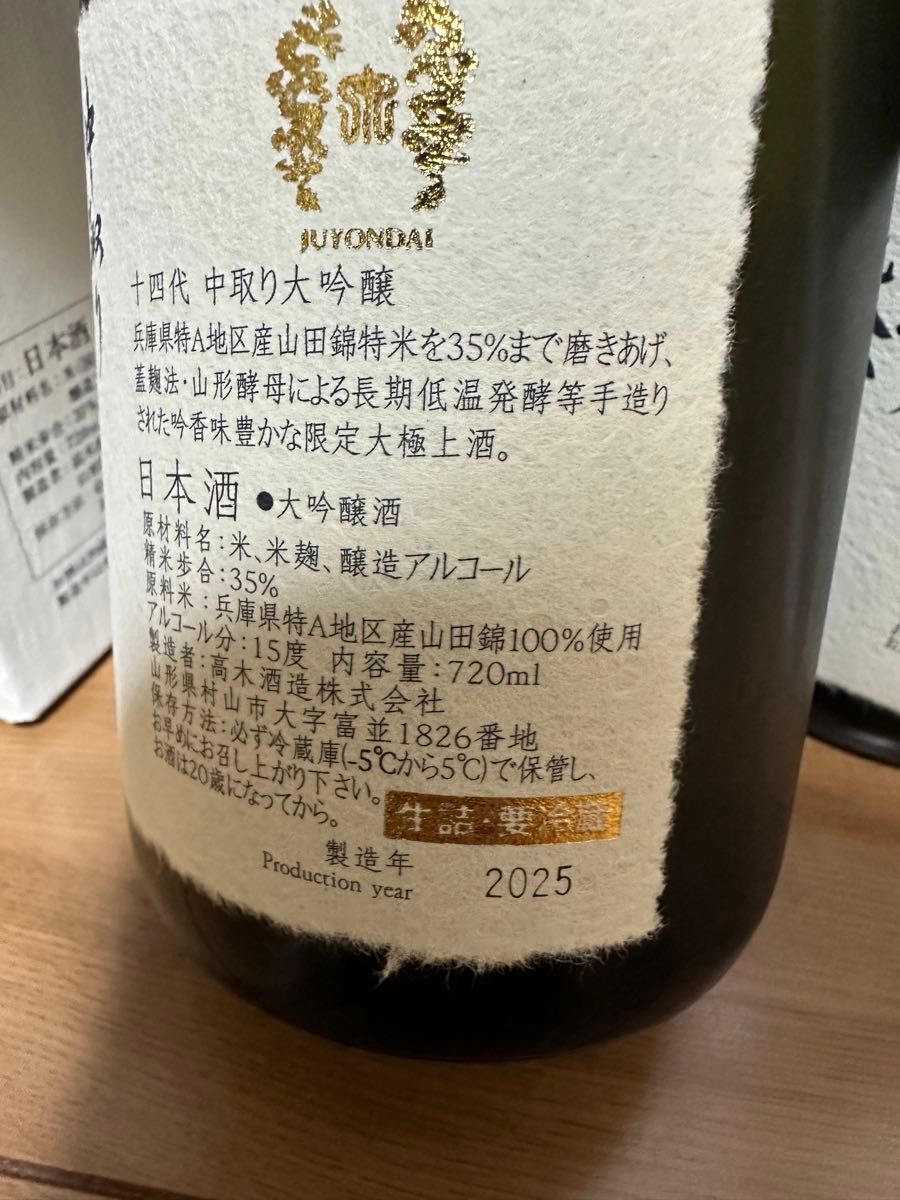 JUYONDAI
十四代 中取り大吟醸
兵庫県特A地区産山田錦特米を35%まで磨きあげ、
蓋麹法・山形酵母による長期低温発酵等手造り
された吟香味豊かな限定大極上酒。
日本酒 ●大吟醸酒
原材料名：米、米麹、醸造アルコール
精米歩合：35%
原料米：兵庫県特A地区産山田錦100%使用
アルコール分：15度 内容量：720ml
製造者：高木酒造株式会社
山形県村山市大字富並1826番地
保存方法：必ず冷蔵庫(-5℃から5℃)で保管し、
お早めにお召し上がり下さい。
お酒は20歳になってから。
生詰・要冷蔵
製造年
Production year 2025
日本酒